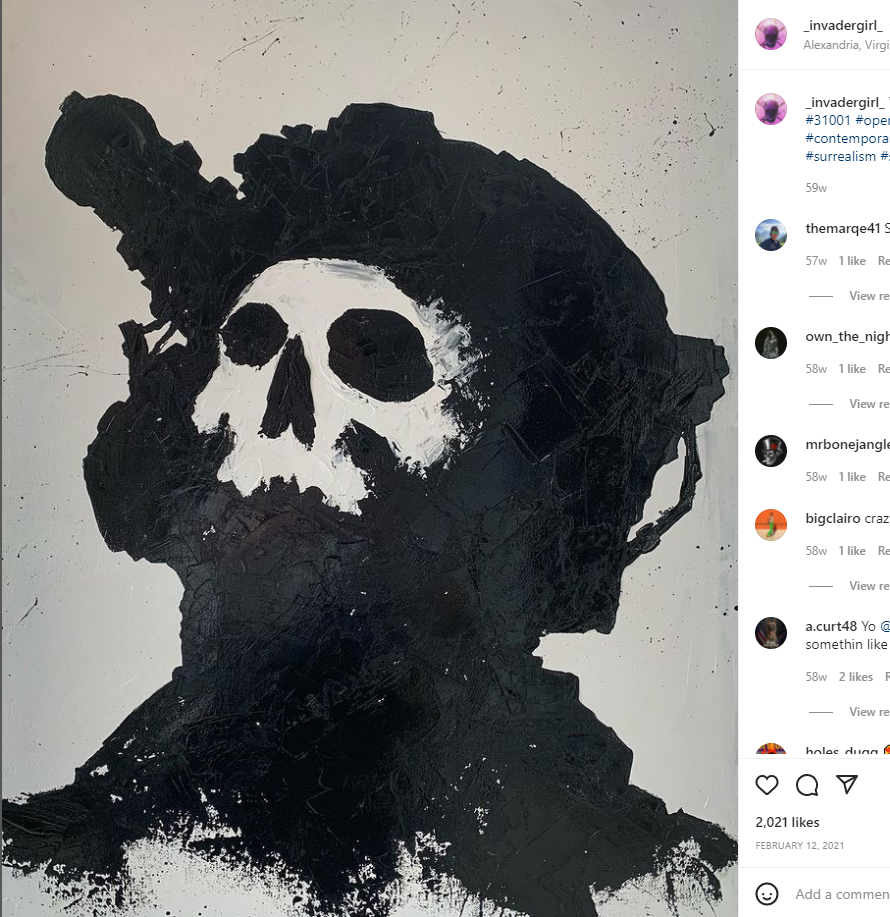 _invadergirl_
Alexandria, Virgi
_invadergirl_
#31001 #oper
#contempora
#surrealism #
59w
themarqe41 S
57w 1 like Re
View re
own_the_nigh
58w 1 like Re
View re
mrbonejangle
58w 1 like Re
bigclairo craz
58w 1 like Re
View re
a.curt48 Yo @
somethin like
58w 2 likes R
View re
holes_dugg
2,021 likes
FEBRUARY 12, 2021
Add a commen